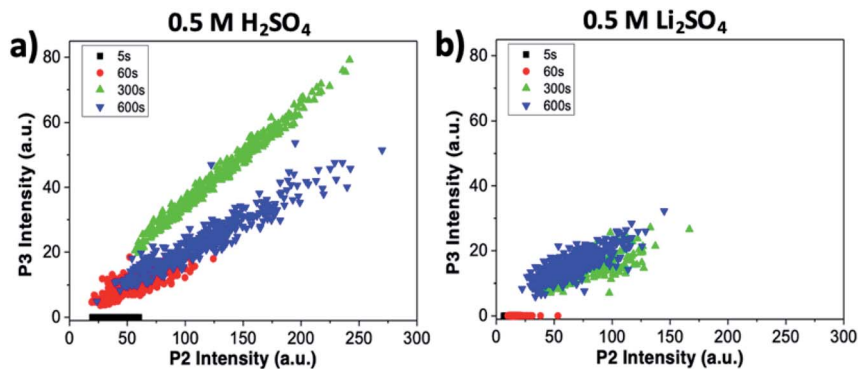 0.5 M H₂SO₄
0.5 M Li₂SO₄
a)
b)
5s
60s
300s
600s
5s
60s
300s
600s
P3 Intensity (a.u.)
80
60
40
20
0
P3 Intensity (a.u.)
80
60
40
20
0
0 50 100 150 200 250 300
0 50 100 150 200 250 300
P2 Intensity (a.u.)
P2 Intensity (a.u.)